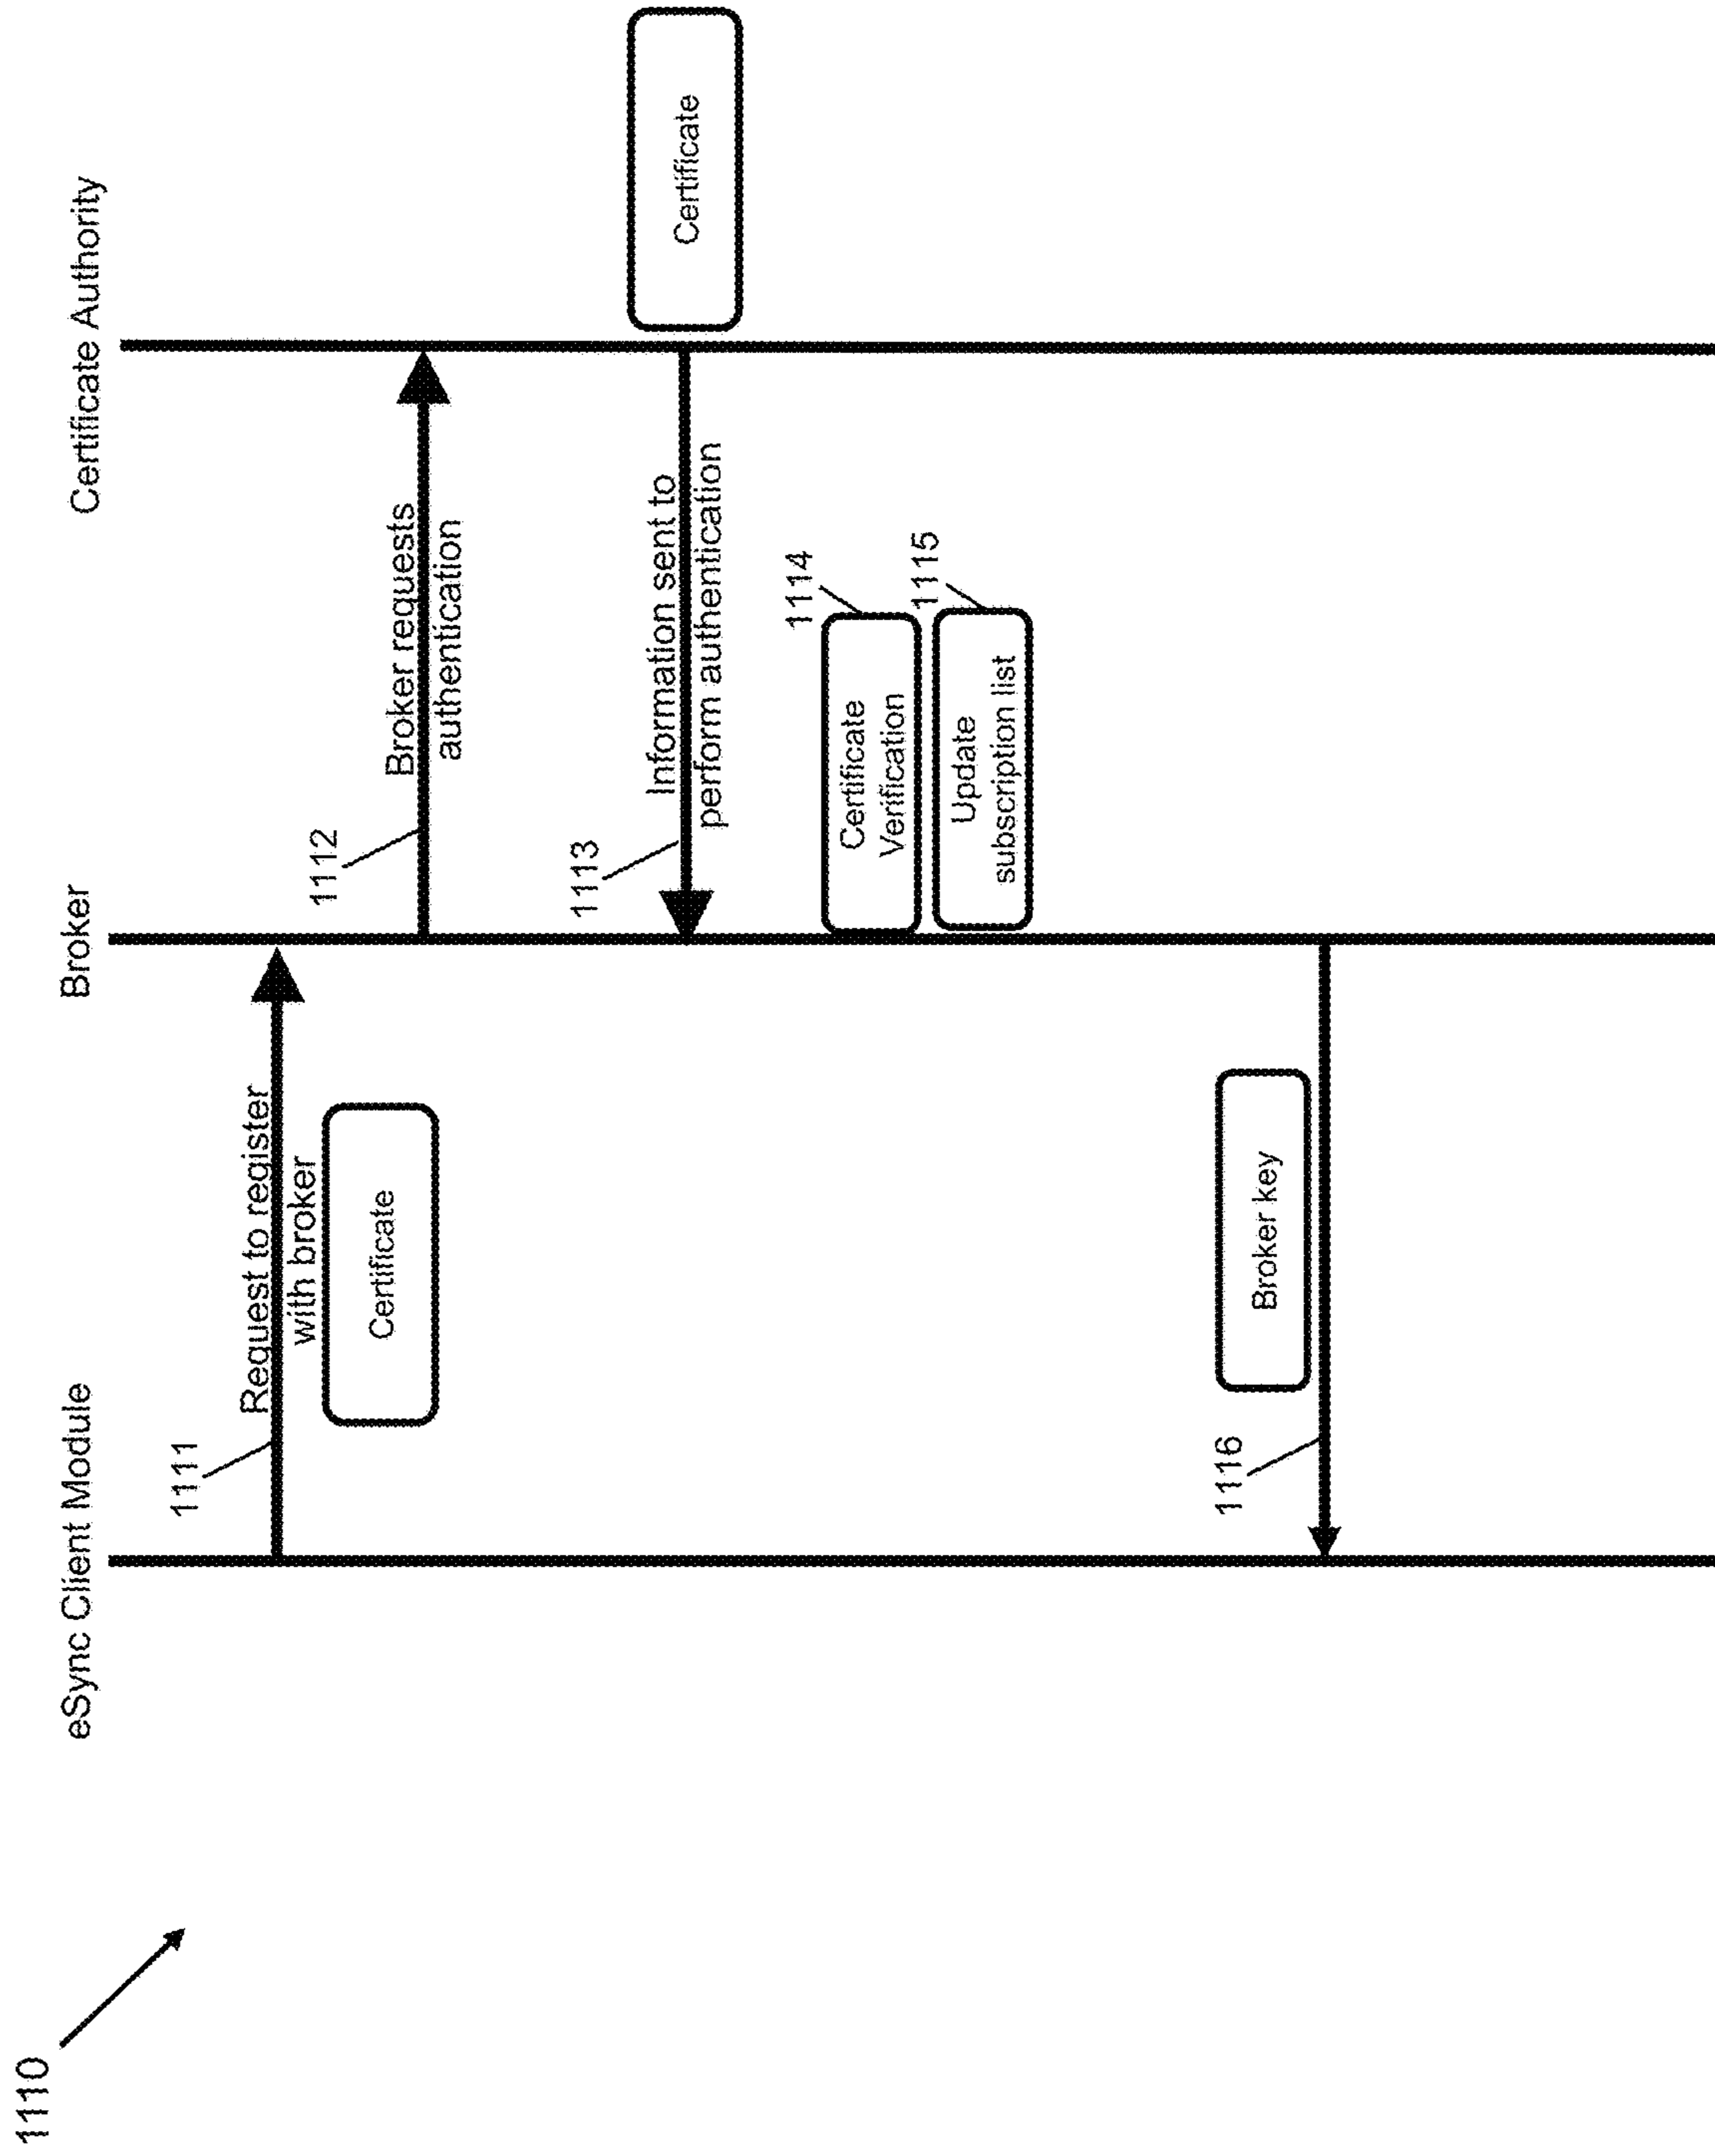 1110
eSync Client Module
Broker
Certificate Authority
1111
Request to register
with broker
Certificate
1112
Broker requests
authentication
1113
Information sent to
perform authentication
Certificate
1114
Certificate
Verification
1115
Update
subscription list
1116
Broker key